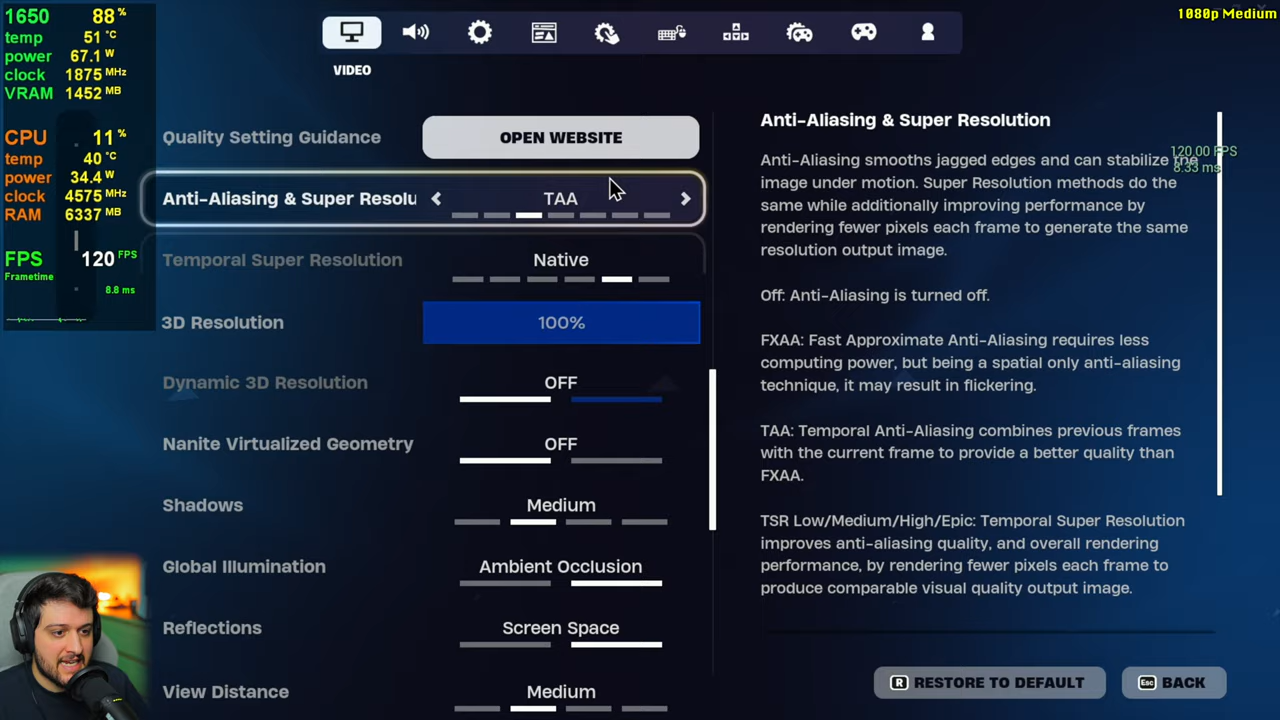 1650 88 %
temp 51 °C
power 67.1 W
clock 1875 MHz
VRAM 1452 MB
CPU 11 %
temp 40 °C
power 34.4 W
clock 4575 MHz
RAM 6337 MB
FPS 120 FPS
Frametime
8.8 ms
1080p Medium
120.00 FPS
8.33 ms
VIDEO
Quality Setting Guidance OPEN WEBSITE
Anti-Aliasing & Super Resolu TAA
Temporal Super Resolution Native
3D Resolution 100%
Dynamic 3D Resolution OFF
Nanite Virtualized Geometry OFF
Shadows Medium
Global Illumination Ambient Occlusion
Reflections Screen Space
View Distance Medium
Anti-Aliasing & Super Resolution
Anti-Aliasing smooths jagged edges and can stabilize the
image under motion. Super Resolution methods do the
same while additionally improving performance by
rendering fewer pixels each frame to generate the same
resolution output image.
Off: Anti-Aliasing is turned off.
FXAA: Fast Approximate Anti-Aliasing requires less
computing power, but being a spatial only anti-aliasing
technique, it may result in flickering.
TAA: Temporal Anti-Aliasing combines previous frames
with the current frame to provide a better quality than
FXAA.
TSR Low/Medium/High/Epic: Temporal Super Resolution
improves anti-aliasing quality, and overall rendering
performance, by rendering fewer pixels each frame to
produce comparable visual quality output image.
R RESTORE TO DEFAULT
Esc BACK